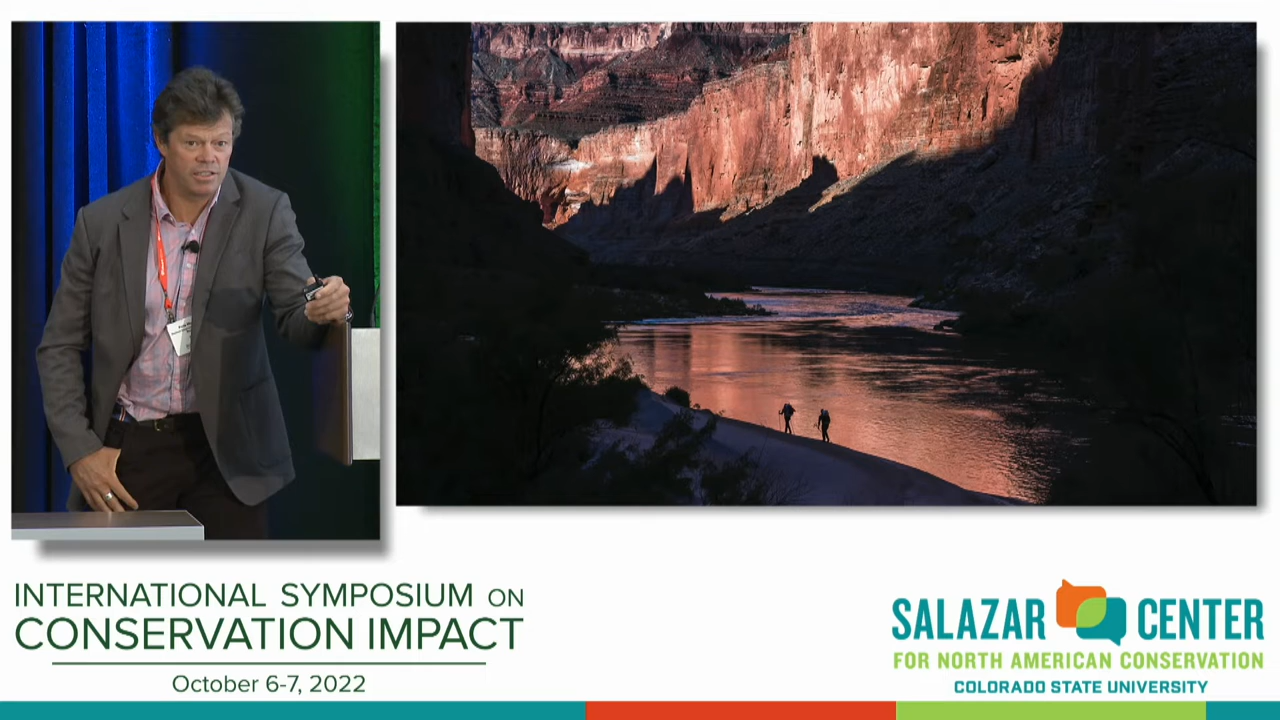 INTERNATIONAL SYMPOSIUM ON
CONSERVATION IMPACT
October 6-7, 2022
SALAZAR CENTER
FOR NORTH AMERICAN CONSERVATION
COLORADO STATE UNIVERSITY